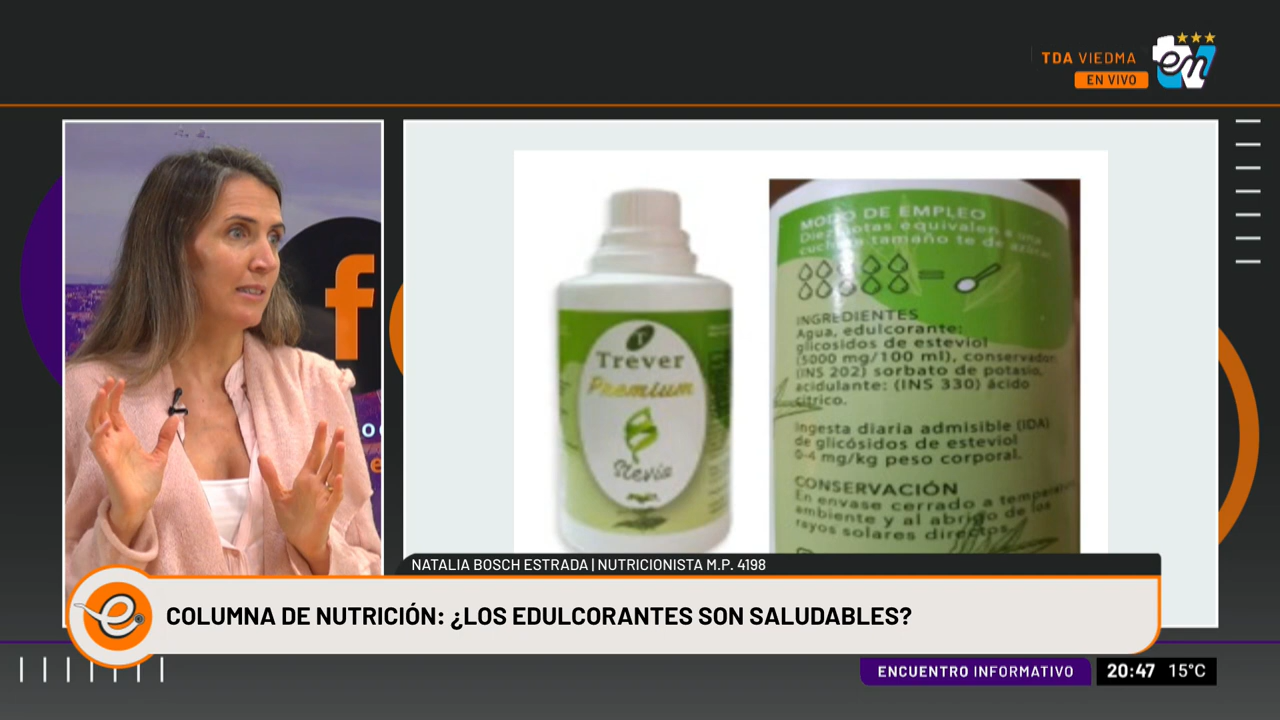 TDA VIEDMA
EN VIVO
em
f
MODO DE EMPLEO
Diez gotas equivalen a una
cuchara tamaño te de azúcar
=
INGREDIENTES
Agua, edulcorante:
glicosidos de esteviol
(5000 mg/100 ml), conservador
(INS 202) sorbato de potasio,
acidulante: (INS 330) ácido
cítrico.
Ingesta diaria admisible (IDA)
de glicósidos de esteviol
0-4 mg/kg peso corporal.
CONSERVACIÓN
En envase cerrado a temperatura
ambiente y al abrigo de los
rayos solares directos.
Trever
Premium
Stevia
NATALIA BOSCH ESTRADA | NUTRICIONISTA M.P. 4198
e
COLUMNA DE NUTRICIÓN: ¿LOS EDULCORANTES SON SALUDABLES?
ENCUENTRO INFORMATIVO
20:47 15°C